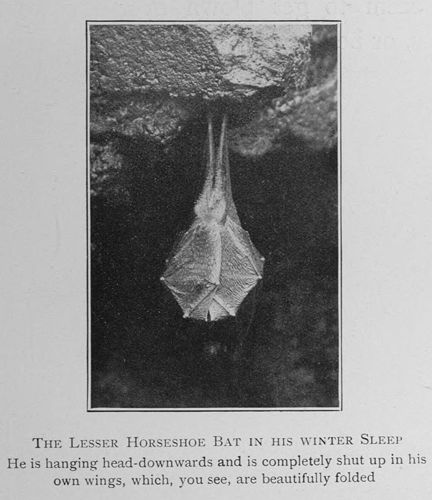 THE LESSER HORSESHOE BAT IN HIS WINTER SLEEP
He is hanging head-downwards and is completely shut up in his
own wings, which, you see, are beautifully folded